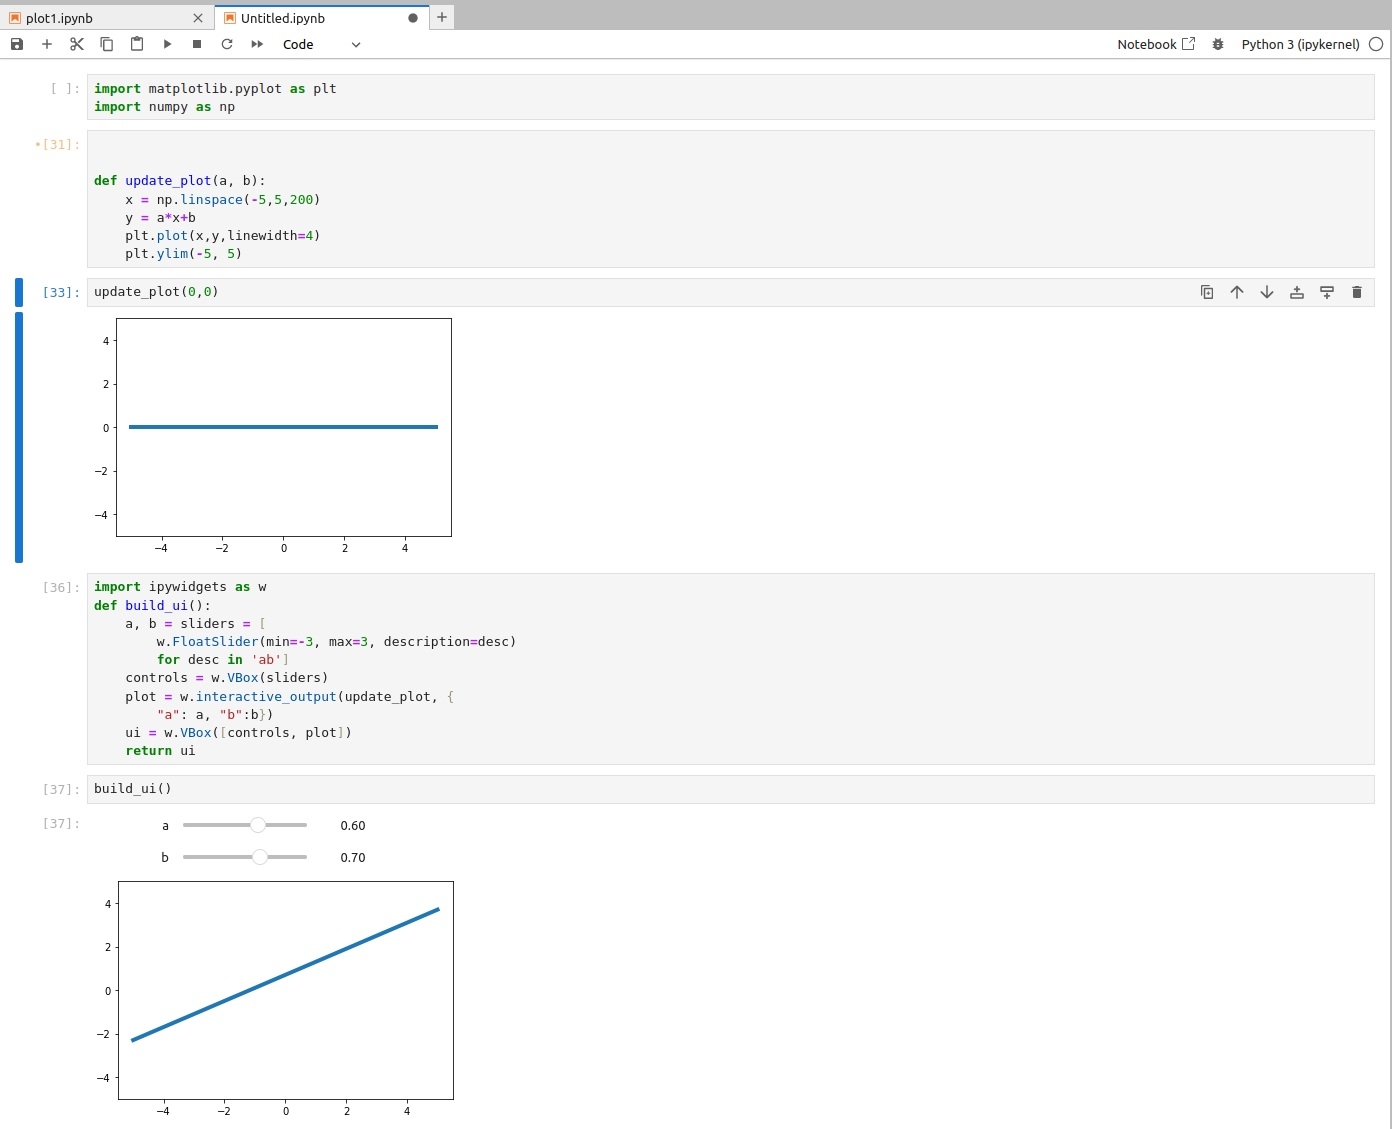 plot1.ipynb
Untitled.ipynb
Code
Notebook
Python 3 (ipykernel)
[ ]:
import matplotlib.pyplot as plt
import numpy as np
•[31]:
def update_plot(a, b):
    x = np.linspace(-5,5,200)
    y = a*x+b
    plt.plot(x,y,linewidth=4)
    plt.ylim(-5, 5)
[33]:
update_plot(0,0)
4
2
0
−2
−4
−4 −2 0 2 4
[36]:
import ipywidgets as w
def build_ui():
    a, b = sliders = [
        w.FloatSlider(min=-3, max=3, description=desc)
        for desc in 'ab']
    controls = w.VBox(sliders)
    plot = w.interactive_output(update_plot, {
        "a": a, "b":b})
    ui = w.VBox([controls, plot])
    return ui
[37]:
build_ui()
[37]:
a 0.60
b 0.70
4
2
0
−2
−4
−4 −2 0 2 4